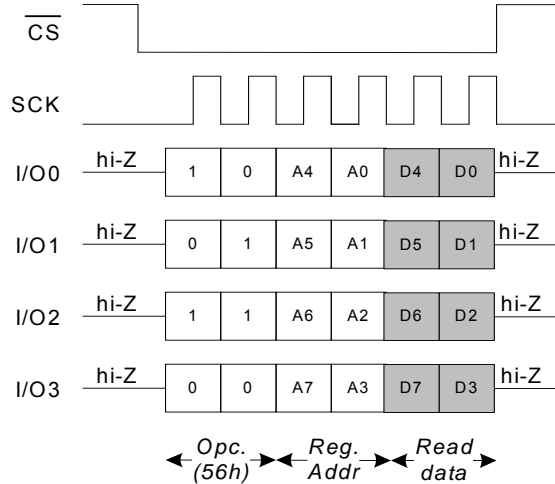 CS
SCK
hi-Z hi-Z
I/O0 1 0 A4 A0 D4 D0
hi-Z hi-Z
I/O1 0 1 A5 A1 D5 D1
hi-Z hi-Z
I/O2 1 1 A6 A2 D6 D2
hi-Z hi-Z
I/O3 0 0 A7 A3 D7 D3
Opc. Reg. Read
(56h) Addr data